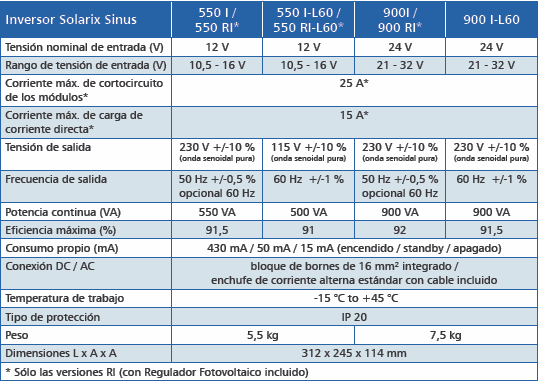 Inversor Solarix Sinus 550 I / 550 RI* 550 I-L60 / 550 RI-L60* 900I / 900 RI* 900 I-L60
Tensión nominal de entrada (V) 12 V 12 V 24 V 24 V
Rango de tensión de entrada (V) 10,5 - 16 V 10,5 - 16 V 21 - 32 V 21 - 32 V
Corriente máx. de cortocircuito
de los módulos* 25 A*
Corriente máx. de carga de
corriente directa* 15 A*
Tensión de salida 230 V +/-10 % 115 V +/-10 % 230 V +/-10 % 230 V +/-10 %
(onda senoidal pura) (onda senoidal pura) (onda senoidal pura) (onda senoidal pura)
Frecuencia de salida 50 Hz +/-0,5 % 60 Hz +/-1 % 50 Hz +/-0,5 % 60 Hz +/-1 %
opcional 60 Hz opcional 60 Hz
Potencia continua (VA) 550 VA 500 VA 900 VA 900 VA
Eficiencia máxima (%) 91,5 91 92 91,5
Consumo propio (mA) 430 mA / 50 mA / 15 mA (encendido / standby / apagado)
Conexión DC / AC bloque de bornes de 16 mm² integrado /
enchufe de corriente alterna estándar con cable incluido
Temperatura de trabajo -15 °C to +45 °C
Tipo de protección IP 20
Peso 5,5 kg 7,5 kg
Dimensiones L x A x A 312 x 245 x 114 mm
* Sólo las versiones RI (con Regulador Fotovoltaico incluido)